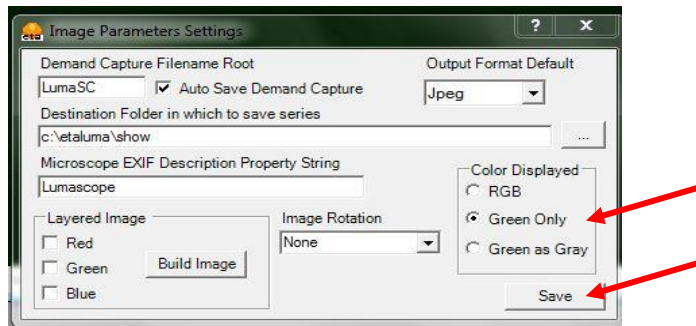 eta Image Parameters Settings ? X
Demand Capture Filename Root
Output Format Default
LumaSC
Auto Save Demand Capture
Jpeg
Destination Folder in which to save series
c:\etaluma\show
...
Microscope EXIF Description Property String
Lumascope
Color Displayed
RGB
Green Only
Green as Gray
Layered Image
Red
Green
Blue
Build Image
Image Rotation
None
Save